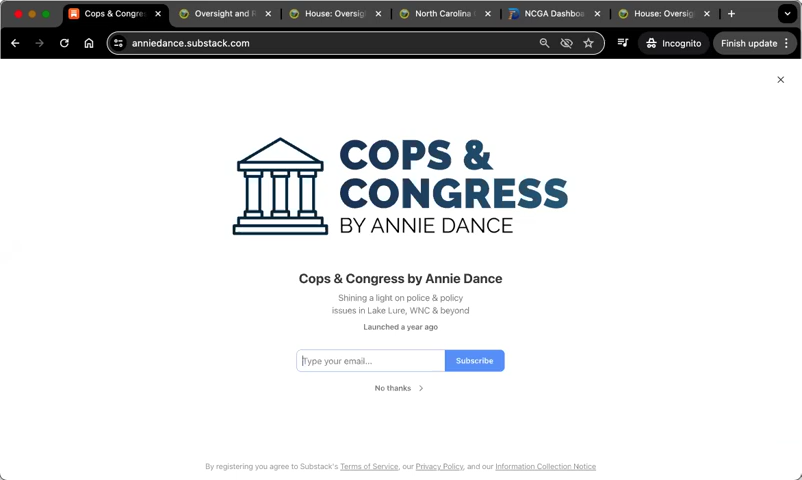 Cops & Congre
Oversight and R
House: Oversig
North Carolina
NCGA Dashboa
House: Oversig
anniedance.substack.com
Incognito
Finish update
COPS &
CONGRESS
BY ANNIE DANCE
Cops & Congress by Annie Dance
Shining a light on police & policy
issues in Lake Lure, WNC & beyond
Launched a year ago
Type your email...
Subscribe
No thanks
By registering you agree to Substack's Terms of Service, our Privacy Policy, and our Information Collection Notice